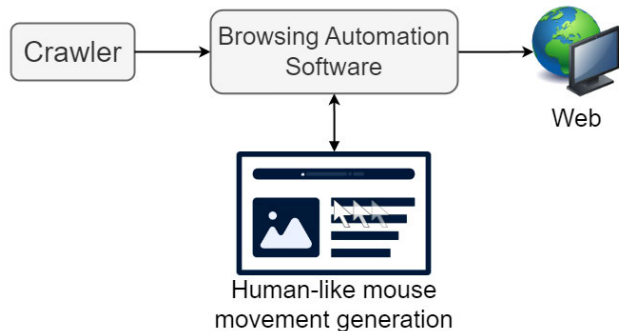 Crawler
Browsing Automation
Software
Web
Human-like mouse
movement generation